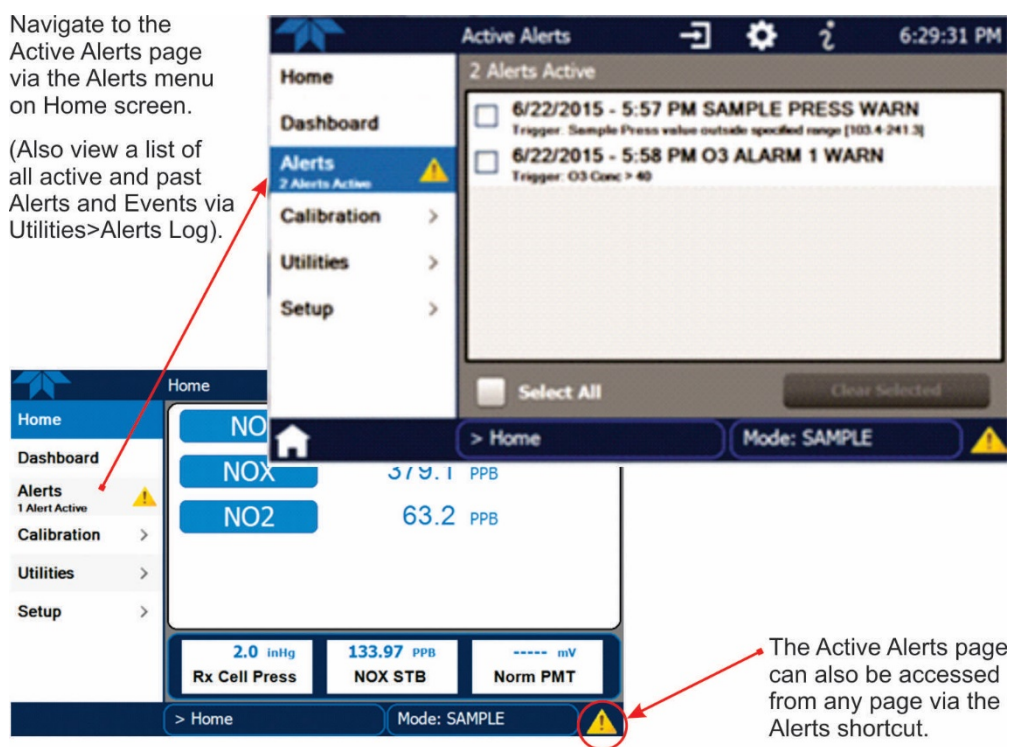 Navigate to the
Active Alerts page
via the Alerts menu
on Home screen.
(Also view a list of
all active and past
Alerts and Events via
Utilities>Alerts Log).
Active Alerts
6:29:31 PM
Home
Dashboard
Alerts
2 Alerts Active
Calibration >
Utilities >
Setup >
2 Alerts Active
6/22/2015 - 5:57 PM SAMPLE PRESS WARN
Trigger: Sample Press value outside specified range [103.4-241.3]
6/22/2015 - 5:58 PM O3 ALARM 1 WARN
Trigger: O3 Conc > 40
Select All
Clear Selected
> Home
Mode: SAMPLE
Home
Home
Dashboard
Alerts
1 Alert Active
Calibration >
Utilities >
Setup >
NO
NOX 379.1 PPB
NO2 63.2 PPB
2.0 inHg
Rx Cell Press
133.97 PPB
NOX STB
----- mV
Norm PMT
> Home
Mode: SAMPLE
The Active Alerts page
can also be accessed
from any page via the
Alerts shortcut.